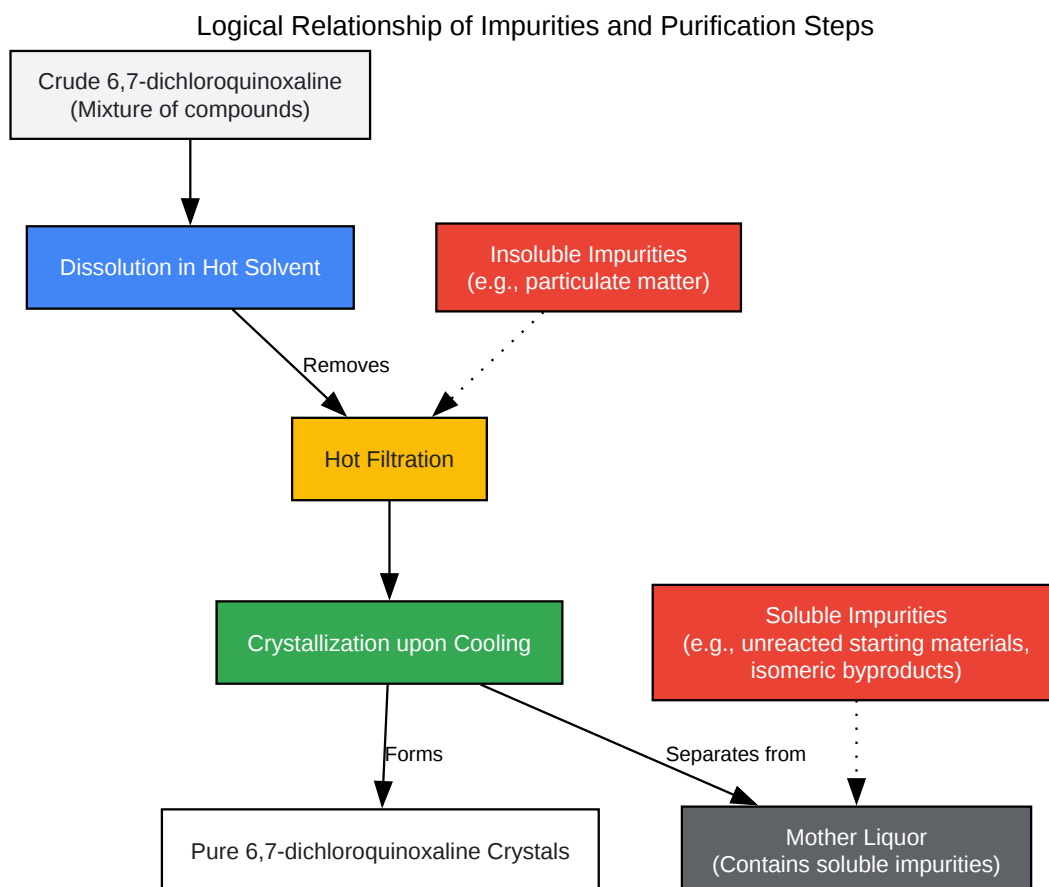 Logical Relationship of Impurities and Purification Steps
Crude 6,7-dichloroquinoxaline
(Mixture of compounds)
Dissolution in Hot Solvent
Insoluble Impurities
(e.g., particulate matter)
Removes
Hot Filtration
Crystallization upon Cooling
Soluble Impurities
(e.g., unreacted starting materials,
isomeric byproducts)
Forms
Separates from
Pure 6,7-dichloroquinoxaline Crystals
Mother Liquor
(Contains soluble impurities)